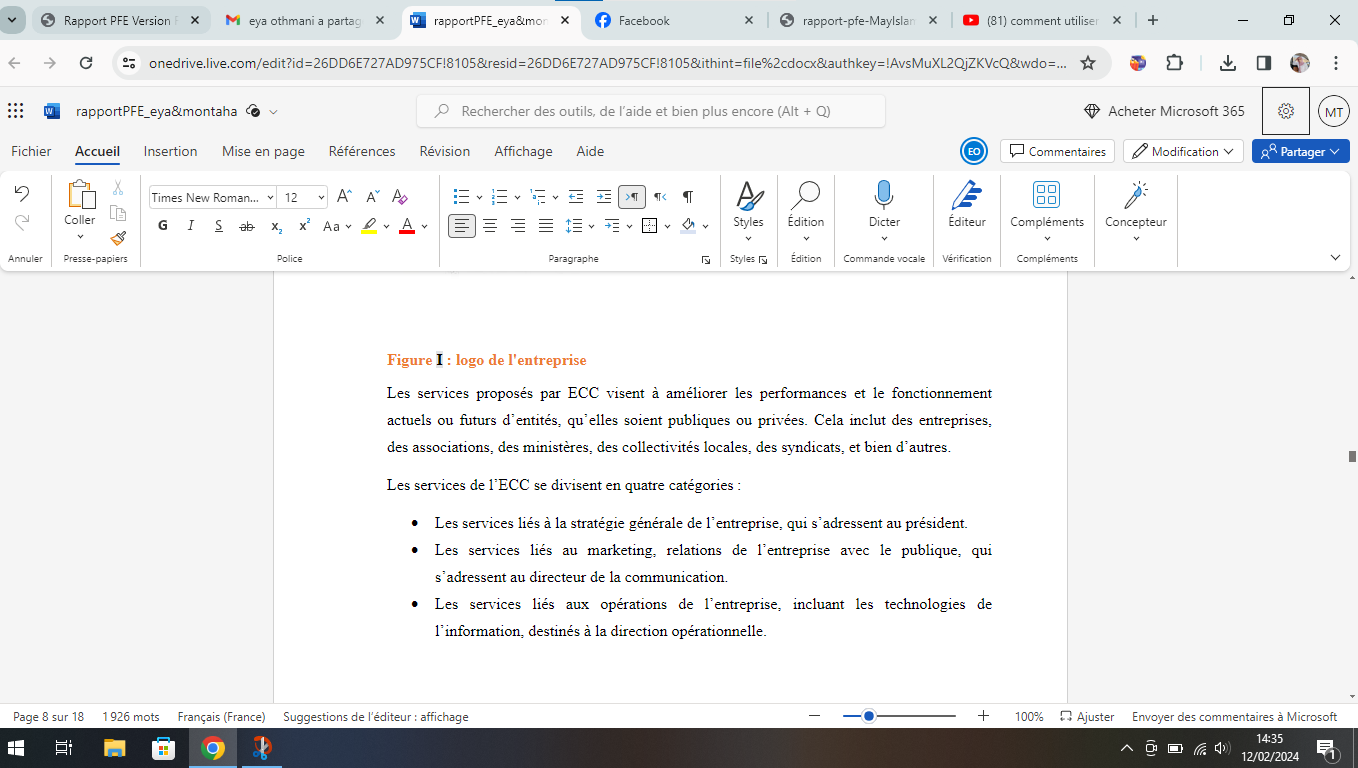 Rapport PFE Version F
eya othmani a partag
rapportPFE_eya&mont
Facebook
rapport-pfe-MayIslam
(81) comment utiliser
onedrive.live.com/edit?id=26DD6E727AD975CF!8105&resid=26DD6E727AD975CF!8105&ithint=file%2cdocx&authkey=!AvsMuXL2QjZKVcQ&wdo=...
rapportPFE_eya&montaha
Rechercher des outils, de l'aide et bien plus encore (Alt + Q)
Acheter Microsoft 365
MT
Fichier Accueil Insertion Mise en page Références Révision Affichage Aide
EO
Commentaires
Modification
Partager
Coller
Times New Roman... 12
G I S ab x₂ x² Aa A
Styles
Édition
Dicter
Éditeur
Compléments
Concepteur
Annuler Presse-papiers Police Paragraphe Styles Édition Commande vocale Vérification Compléments
Figure I : logo de l'entreprise
Les services proposés par ECC visent à améliorer les performances et le fonctionnement
actuels ou futurs d’entités, qu’elles soient publiques ou privées. Cela inclut des entreprises,
des associations, des ministères, des collectivités locales, des syndicats, et bien d’autres.
Les services de l’ECC se divisent en quatre catégories :
• Les services liés à la stratégie générale de l’entreprise, qui s’adressent au président.
• Les services liés au marketing, relations de l’entreprise avec le publique, qui
s’adressent au directeur de la communication.
• Les services liés aux opérations de l’entreprise, incluant les technologies de
l’information, destinés à la direction opérationnelle.
Page 8 sur 18 1 926 mots Français (France) Suggestions de l’éditeur : affichage
100% Ajuster Envoyer des commentaires à Microsoft
14:35
12/02/2024
1